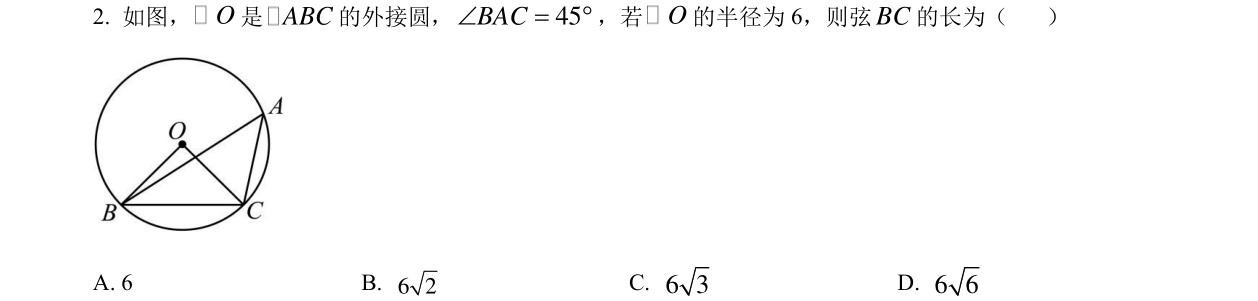 2. 如图，□ O 是□ABC 的外接圆，∠BAC = 45°，若□ O 的半径为 6，则弦 BC 的长为（    ）
A
O
B
C
A. 6 B. 6√2 C. 6√3 D. 6√6